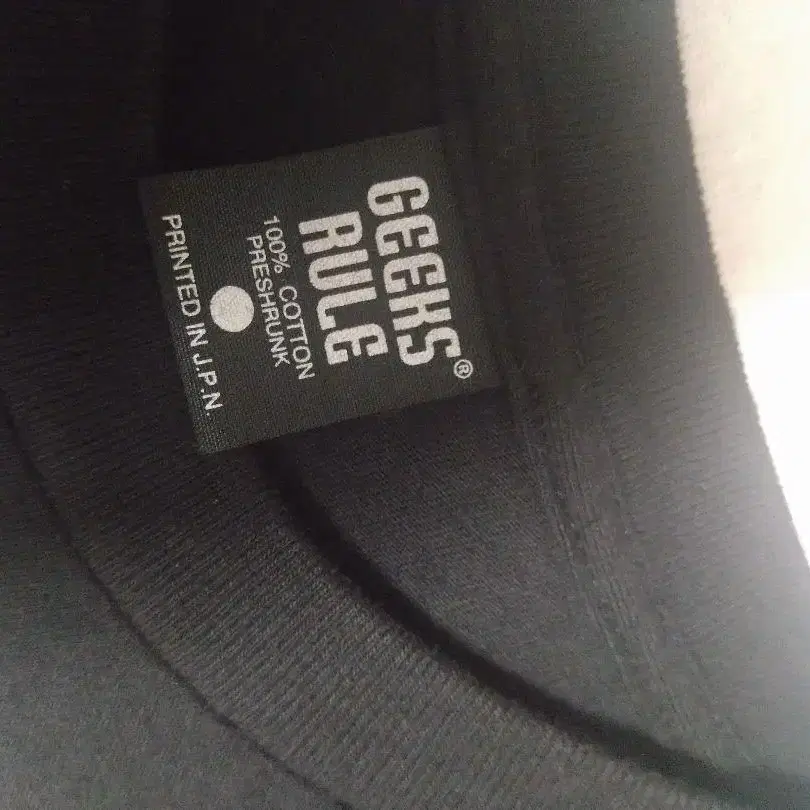 GEEKS®
RULE
100% COTTON
PRESHRUNK
PRINTED IN J.P.N.